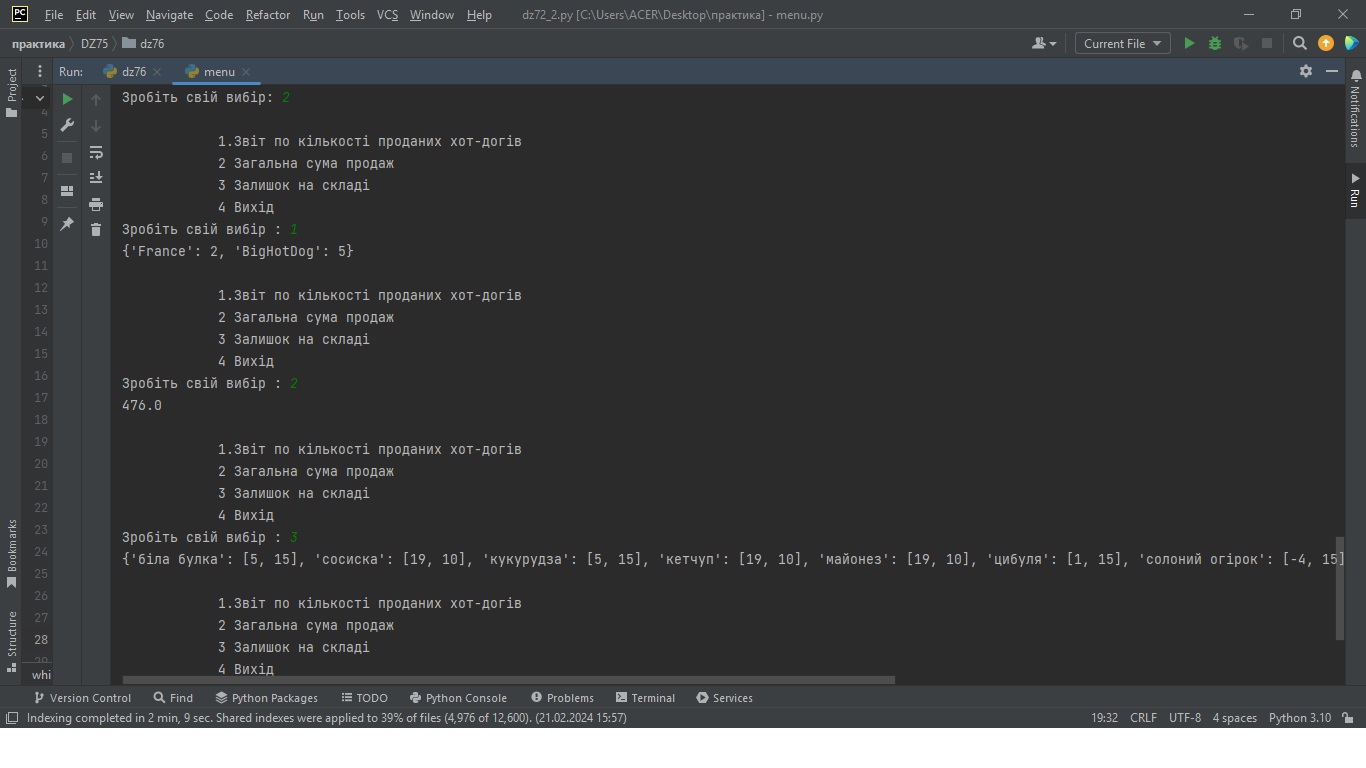 File Edit View Navigate Code Refactor Run Tools VCS Window Help dz72_2.py [C:\Users\ACER\Desktop\практика] - menu.py
практика DZ75 dz76 Current File
Run: dz76 menu
Project
Notifications
Run
Bookmarks
Structure
4
5
6
7
8
9
10
11
12
13
14
15
16
17
18
19
20
21
22
23
24
25
26
27
28
29
whi
Зробіть свій вибір: 2
1.Звіт по кількості проданих хот-догів
2 Загальна сума продаж
3 Залишок на складі
4 Вихід
Зробіть свій вибір : 1
{'France': 2, 'BigHotDog': 5}
1.Звіт по кількості проданих хот-догів
2 Загальна сума продаж
3 Залишок на складі
4 Вихід
Зробіть свій вибір : 2
476.0
1.Звіт по кількості проданих хот-догів
2 Загальна сума продаж
3 Залишок на складі
4 Вихід
Зробіть свій вибір : 3
{'біла булка': [5, 15], 'сосиска': [19, 10], 'кукурудза': [5, 15], 'кетчуп': [19, 10], 'майонез': [19, 10], 'цибуля': [1, 15], 'солоний огірок': [-4, 15]
1.Звіт по кількості проданих хот-догів
2 Загальна сума продаж
3 Залишок на складі
4 Вихід
Version Control Find Python Packages TODO Python Console Problems Terminal Services
Indexing completed in 2 min, 9 sec. Shared indexes were applied to 39% of files (4,976 of 12,600). (21.02.2024 15:57) 19:32 CRLF UTF-8 4 spaces Python 3.10